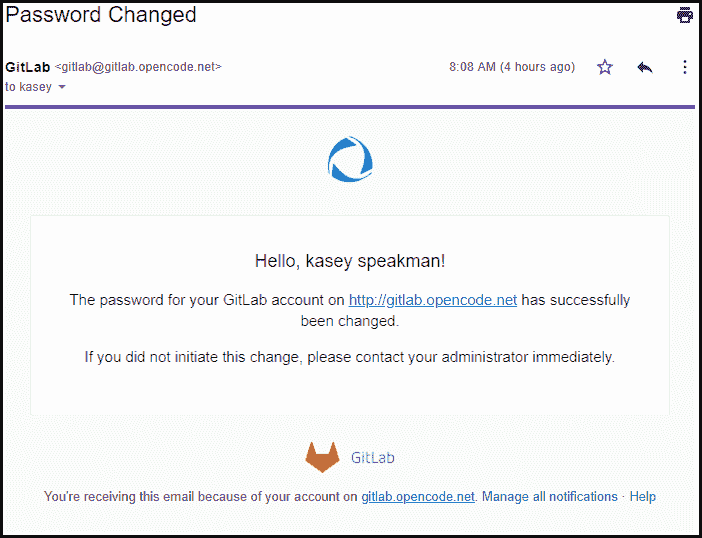 Password Changed
GitLab <gitlab@gitlab.opencode.net> 8:08 AM (4 hours ago)
to kasey
Hello, kasey speakman!
The password for your GitLab account on http://gitlab.opencode.net has successfully
been changed.
If you did not initiate this change, please contact your administrator immediately.
GitLab
You're receiving this email because of your account on gitlab.opencode.net. Manage all notifications · Help